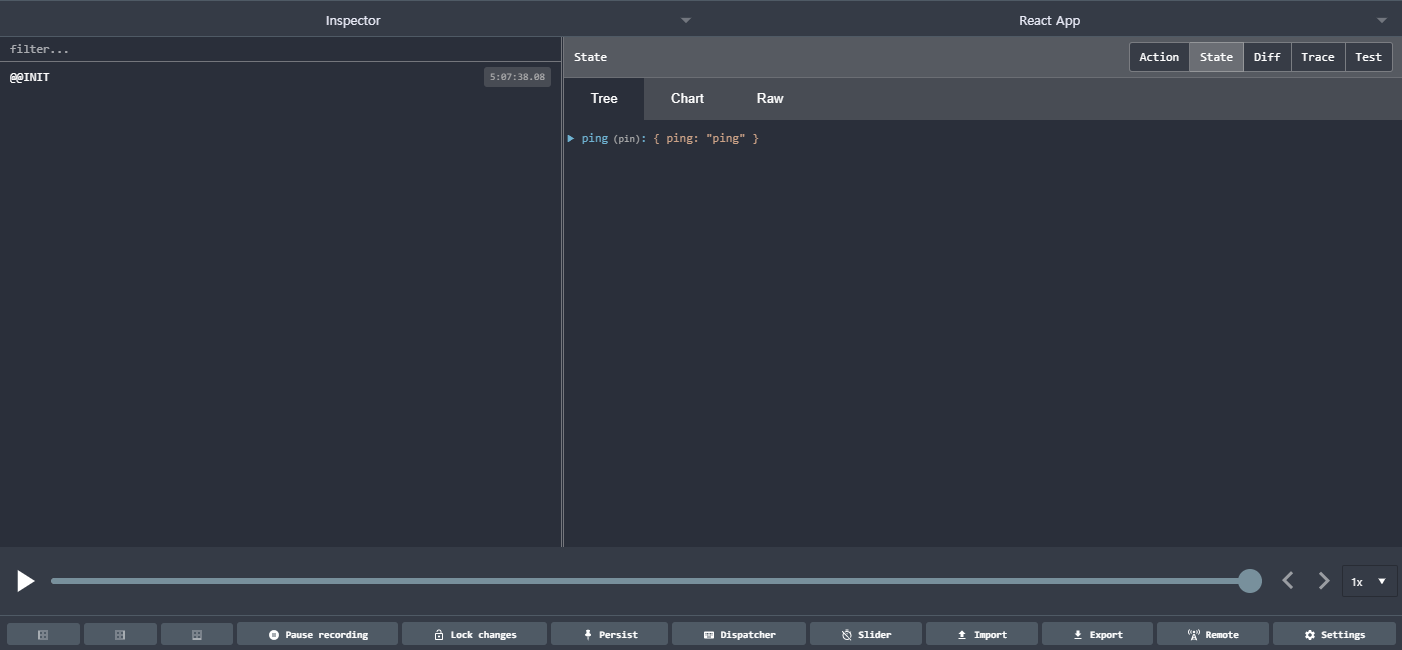 Inspector React App
filter...
@@INIT 5:07:38.08
State Action State Diff Trace Test
Tree Chart Raw
ping (pin): { ping: "ping" }
1x
Pause recording Lock changes Persist Dispatcher Slider Import Export Remote Settings